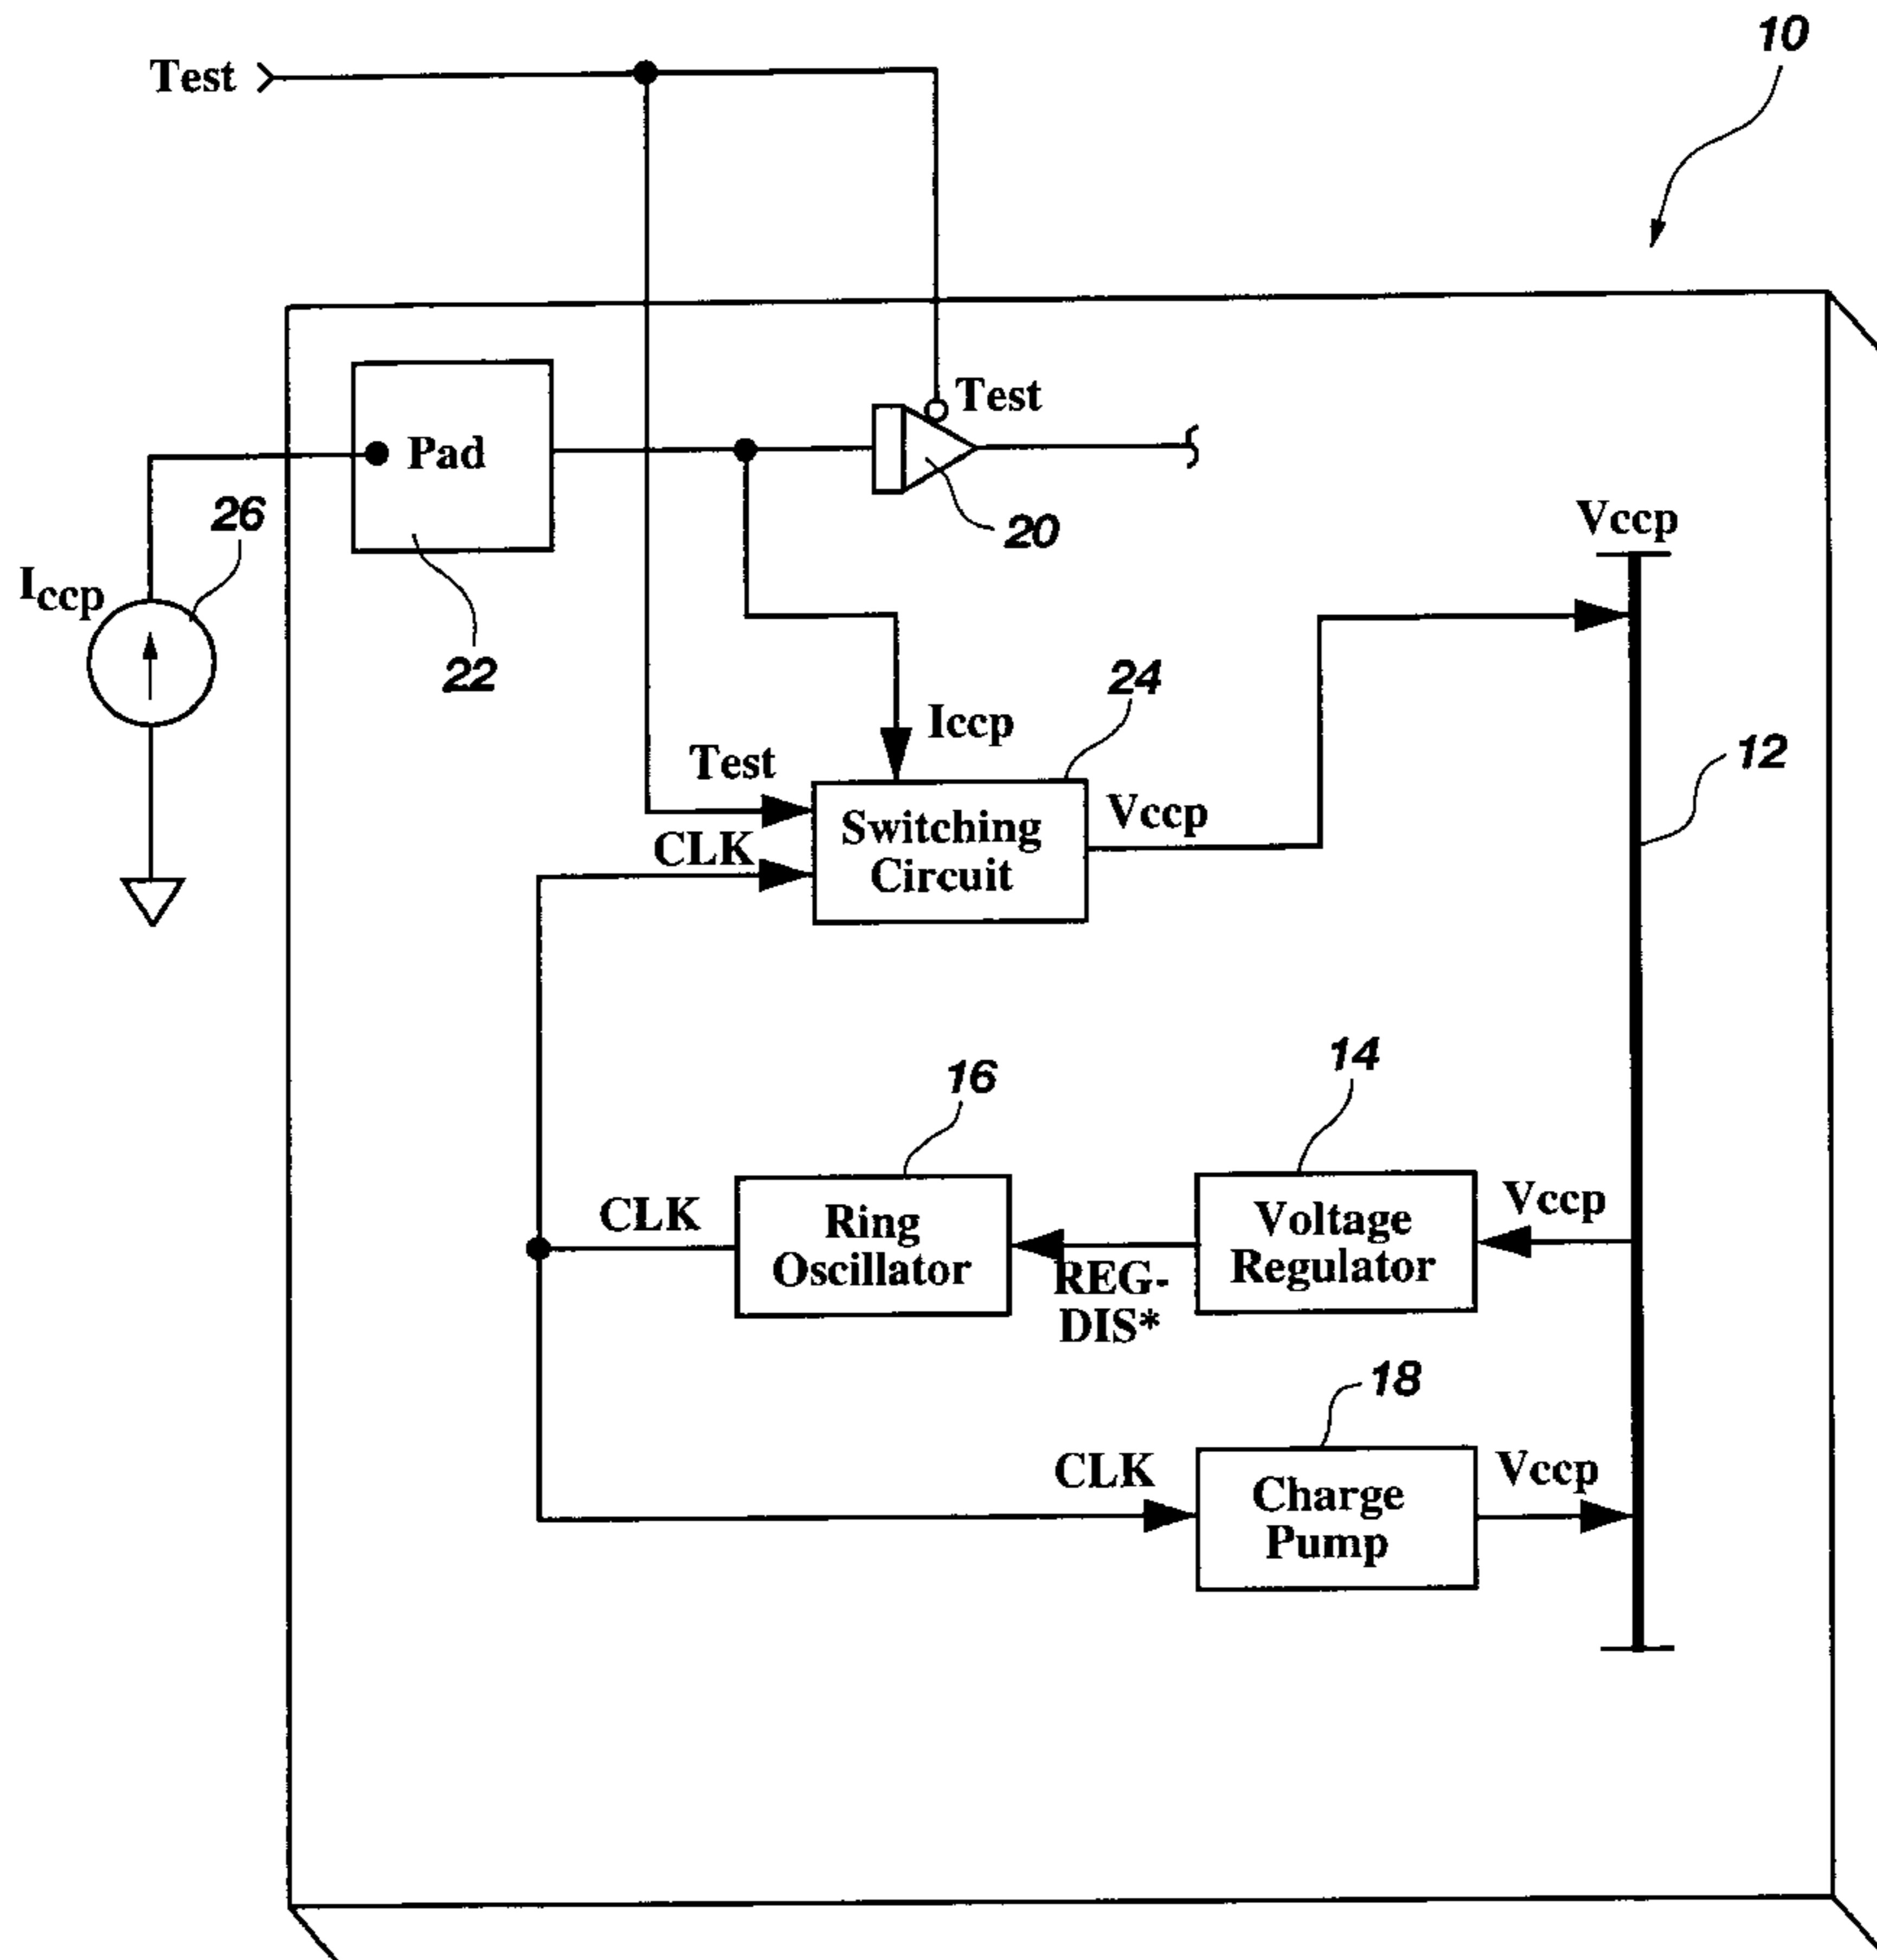 10
Test
Test
Pad
26
20
Vccp
Iccp
22
24
Iccp
12
Test
Vccp
CLK
Switching
Circuit
14
16
CLK
Ring
Oscillator
REG-
DIS*
Voltage
Regulator
Vccp
18
CLK
Charge
Pump
Vccp